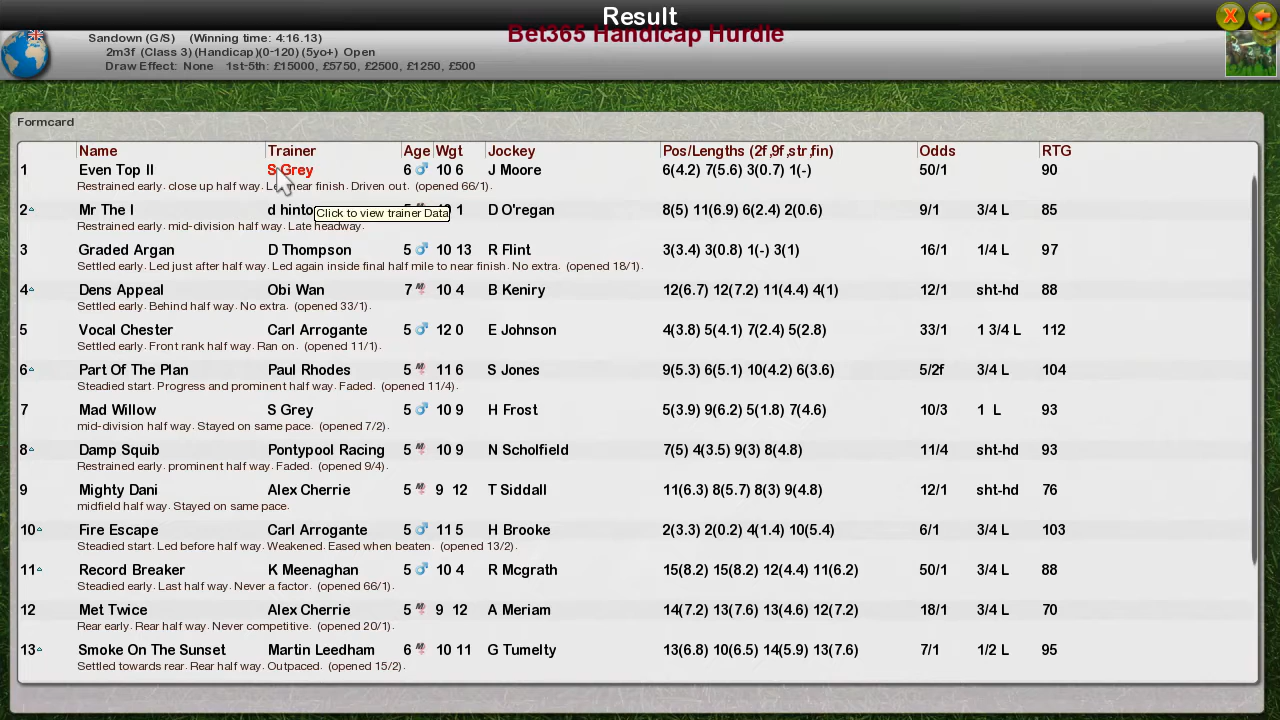 Result
Bet365 Handicap Hurdle
Sandown (G/S) (Winning time: 4:16.13)
2m3f (Class 3) (Handicap)(0-120) (5yo+) Open
Draw Effect: None 1st-5th: £15000, £5750, £2500, £1250, £500
Formcard
Name Trainer Age Wgt Jockey Pos/Lengths (2f,9f,str,fin) Odds RTG
1 Even Top II S Grey 6 10 6 J Moore 6(4.2) 7(5.6) 3(0.7) 1(-) 50/1 90
Restrained early. close up half way. Led near finish. Driven out. (opened 66/1).
2 Mr The I d hinto 1 D O'regan 8(5) 11(6.9) 6(2.4) 2(0.6) 9/1 3/4 L 85
Click to view trainer Data
Restrained early. mid-division half way. Late headway.
3 Graded Argan D Thompson 5 10 13 R Flint 3(3.4) 3(0.8) 1(-) 3(1) 16/1 1/4 L 97
Settled early. Led just after half way. Led again inside final half mile to near finish. No extra. (opened 18/1).
4 Dens Appeal Obi Wan 7 10 4 B Keniry 12(6.7) 12(7.2) 11(4.4) 4(1) 12/1 sht-hd 88
Settled early. Behind half way. No extra. (opened 33/1).
5 Vocal Chester Carl Arrogante 5 12 0 E Johnson 4(3.8) 5(4.1) 7(2.4) 5(2.8) 33/1 1 3/4 L 112
Settled early. Front rank half way. Ran on. (opened 11/1).
6 Part Of The Plan Paul Rhodes 5 11 6 S Jones 9(5.3) 6(5.1) 10(4.2) 6(3.6) 5/2f 3/4 L 104
Steadied start. Progress and prominent half way. Faded. (opened 11/4).
7 Mad Willow S Grey 5 10 9 H Frost 5(3.9) 9(6.2) 5(1.8) 7(4.6) 10/3 1 L 93
mid-division half way. Stayed on same pace. (opened 7/2).
8 Damp Squib Pontypool Racing 5 10 9 N Scholfield 7(5) 4(3.5) 9(3) 8(4.8) 11/4 sht-hd 93
Restrained early. prominent half way. Faded. (opened 9/4).
9 Mighty Dani Alex Cherrie 5 9 12 T Siddall 11(6.3) 8(5.7) 8(3) 9(4.8) 12/1 sht-hd 76
midfield half way. Stayed on same pace.
10 Fire Escape Carl Arrogante 5 11 5 H Brooke 2(3.3) 2(0.2) 4(1.4) 10(5.4) 6/1 3/4 L 103
Steadied start. Led before half way. Weakened. Eased when beaten. (opened 13/2).
11 Record Breaker K Meenaghan 5 10 4 R Mcgrath 15(8.2) 15(8.2) 12(4.4) 11(6.2) 50/1 3/4 L 88
Steadied early. Last half way. Never a factor. (opened 66/1).
12 Met Twice Alex Cherrie 5 9 12 A Meriam 14(7.2) 13(7.6) 13(4.6) 12(7.2) 18/1 3/4 L 70
Rear early. Rear half way. Never competitive. (opened 20/1).
13 Smoke On The Sunset Martin Leedham 6 10 11 G Tumelty 13(6.8) 10(6.5) 14(5.9) 13(7.6) 7/1 1/2 L 95
Settled towards rear. Rear half way. Outpaced. (opened 15/2).